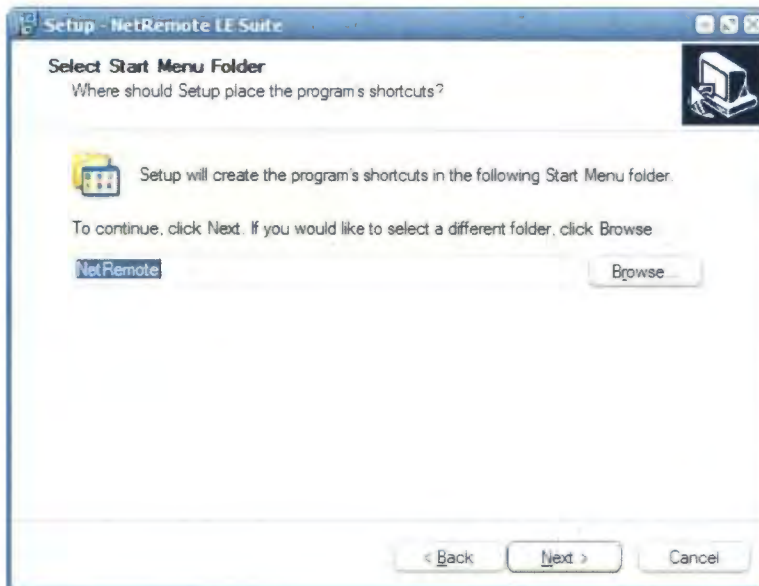 Setup - NetRemote LE Suite
Select Start Menu Folder
Where should Setup place the program's shortcuts?
Setup will create the program's shortcuts in the following Start Menu folder.
To continue, click Next. If you would like to select a different folder, click Browse
NetRemote
Browse...
< Back
Next >
Cancel